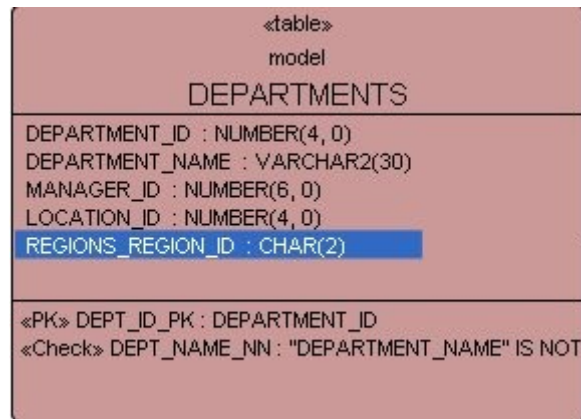 «table»
model
DEPARTMENTS
DEPARTMENT_ID : NUMBER(4, 0)
DEPARTMENT_NAME : VARCHAR2(30)
MANAGER_ID : NUMBER(6, 0)
LOCATION_ID : NUMBER(4, 0)
REGIONS_REGION_ID : CHAR(2)
«PK» DEPT_ID_PK : DEPARTMENT_ID
«Check» DEPT_NAME_NN : "DEPARTMENT_NAME" IS NOT